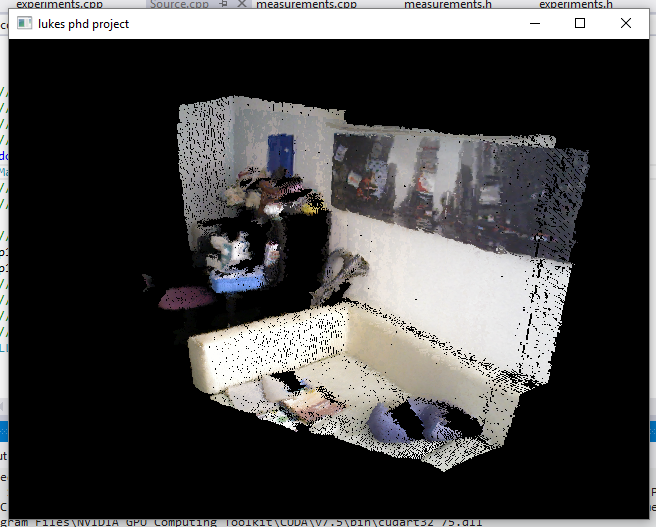 experiments.cpp Source.cpp measurements.cpp measurements.h experiments.h
lukes phd project
gram Files\NVIDIA GPU Computing Toolkit\CUDA\v7.5\bin\cudart32_75.dll